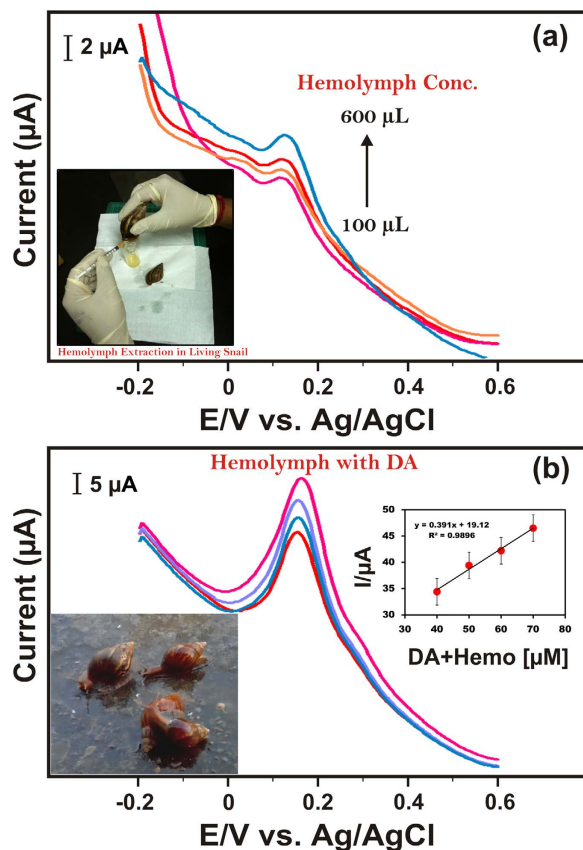 (a)
2 µA
Hemolymph Conc.
600 µL
100 µL
Current (µA)
Hemolymph Extraction in Living Snail
-0.2 0 0.2 0.4 0.6
E/V vs. Ag/AgCl
Hemolymph with DA
(b)
5 µA
Current (µA)
50
45
40
35
30
I/µA
y = 0.391x + 19.12
R² = 0.9896
30 40 50 60 70 80
DA+Hemo [µM]
-0.2 0 0.2 0.4 0.6
E/V vs. Ag/AgCl